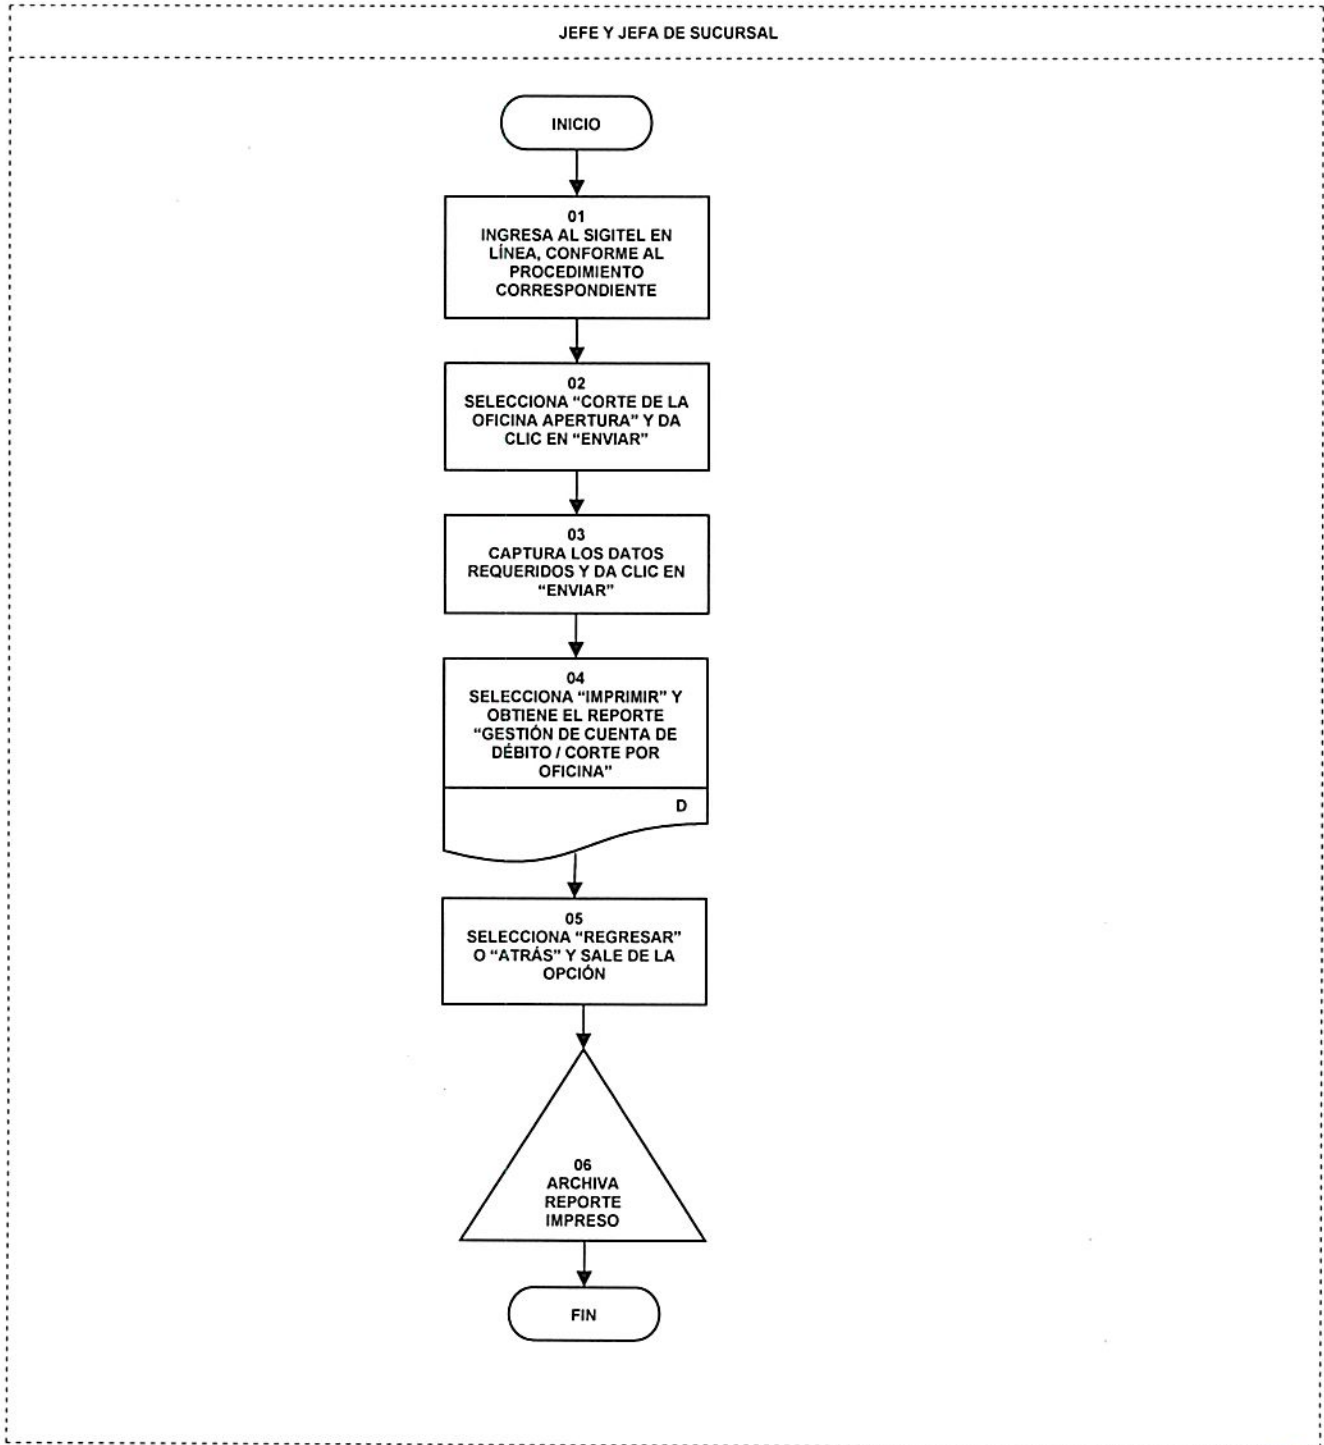 JEFE Y JEFA DE SUCURSAL
INICIO
01
INGRESA AL SIGITEL EN
LÍNEA, CONFORME AL
PROCEDIMIENTO
CORRESPONDIENTE
02
SELECCIONA “CORTE DE LA
OFICINA APERTURA” Y DA
CLIC EN “ENVIAR”
03
CAPTURA LOS DATOS
REQUERIDOS Y DA CLIC EN
“ENVIAR”
04
SELECCIONA “IMPRIMIR” Y
OBTIENE EL REPORTE
“GESTIÓN DE CUENTA DE
DÉBITO / CORTE POR
OFICINA”
D
05
SELECCIONA “REGRESAR”
O “ATRÁS” Y SALE DE LA
OPCIÓN
06
ARCHIVA
REPORTE
IMPRESO
FIN